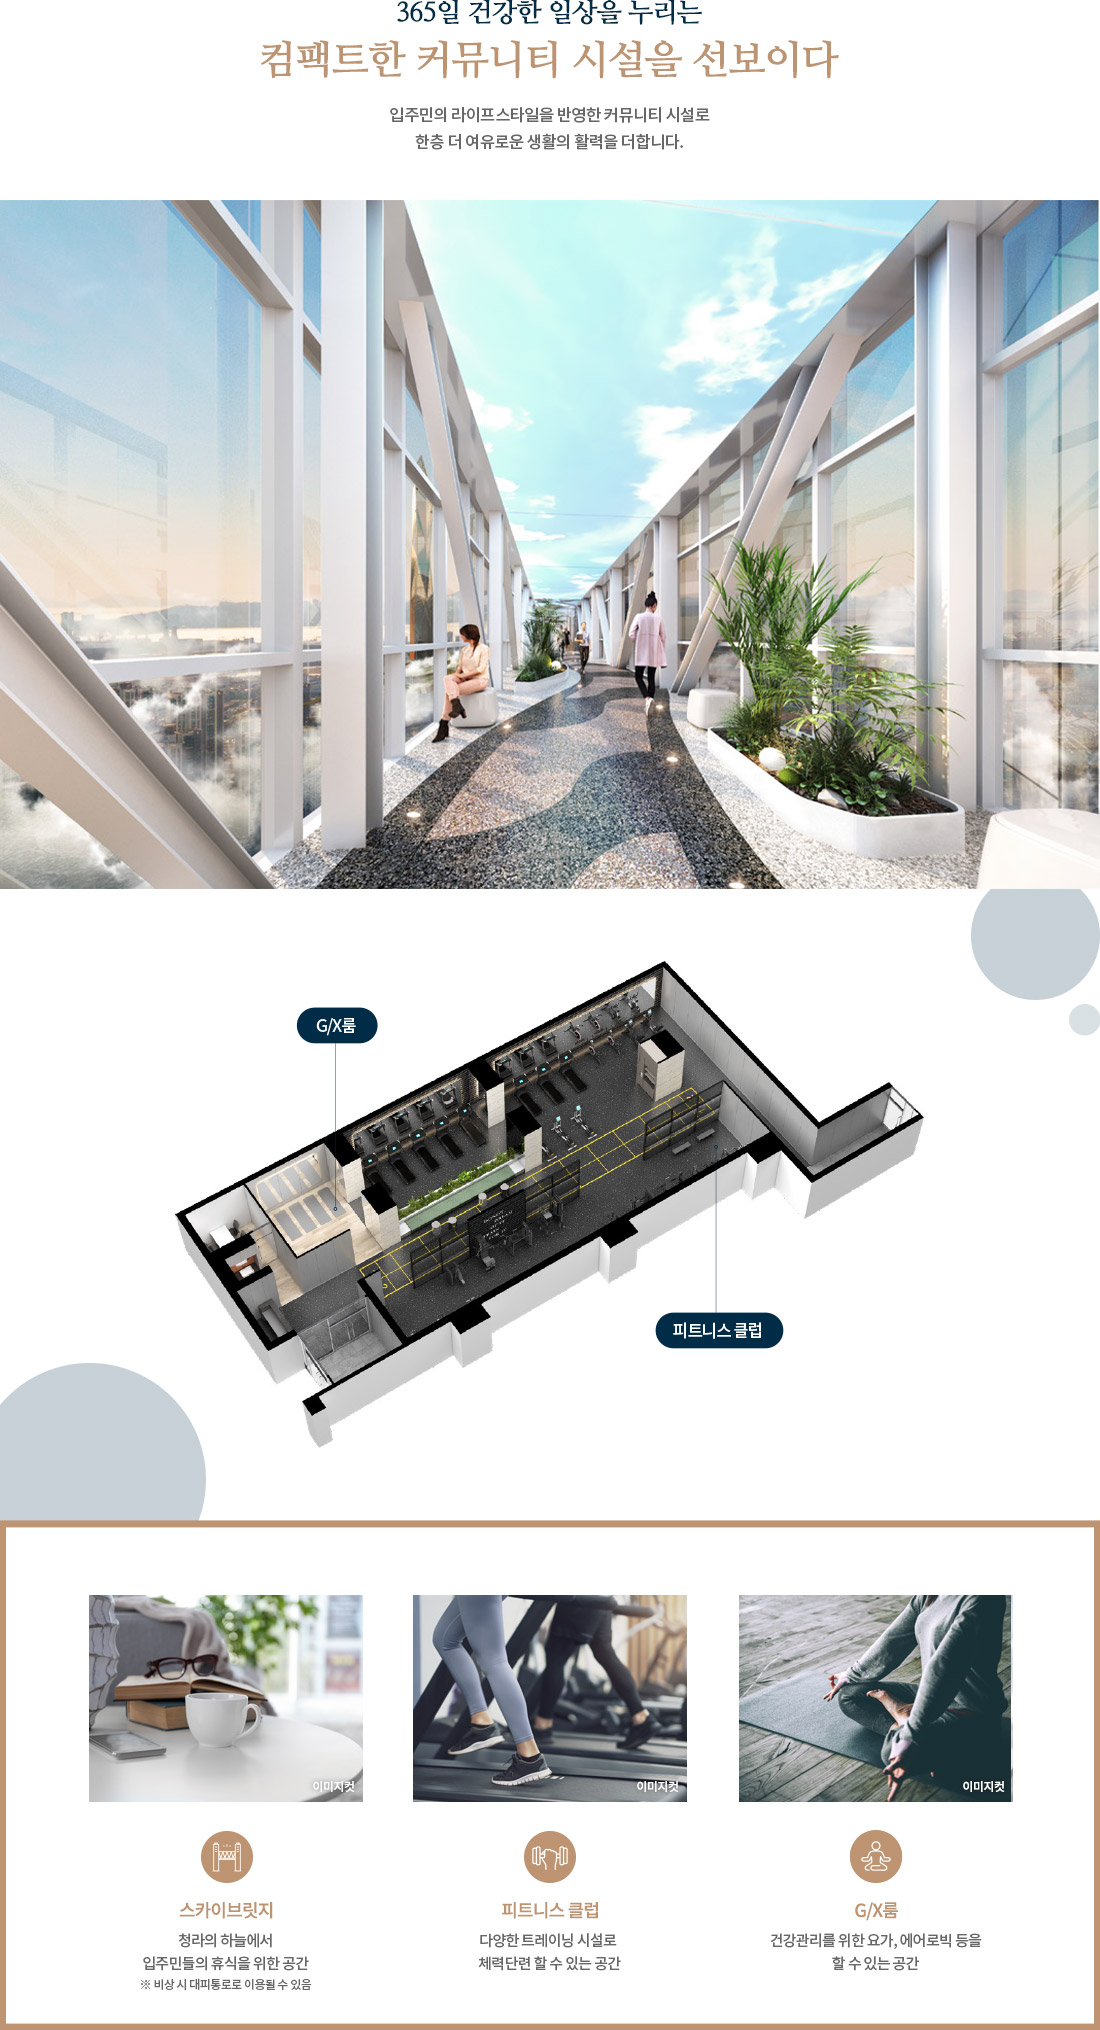 365일 건강한 일상을 누리는
컴팩트한 커뮤니티 시설을 선보이다
입주민의 라이프스타일을 반영한 커뮤니티 시설로
한층 더 여유로운 생활의 활력을 더합니다.
G/X룸
피트니스 클럽
이미지컷
이미지컷
이미지컷
스카이브릿지
청라의 하늘에서
입주민들의 휴식을 위한 공간
※ 비상 시 대피통로로 이용될 수 있음
피트니스 클럽
다양한 트레이닝 시설로
체력단련 할 수 있는 공간
G/X룸
건강관리를 위한 요가, 에어로빅 등을
할 수 있는 공간